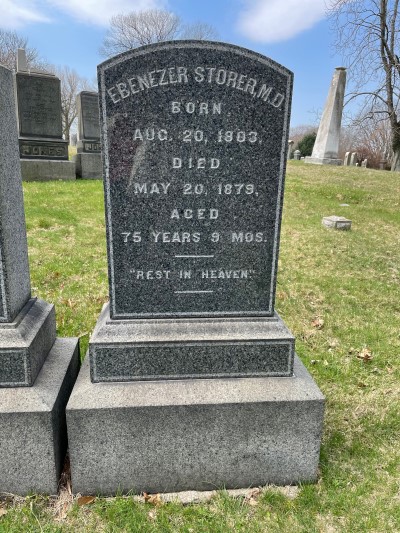 EBENEZER STORER, M.D.
BORN
AUG. 20, 1803,
DIED
MAY 20, 1879,
AGED
75 YEARS 9 MOS.
"REST IN HEAVEN."